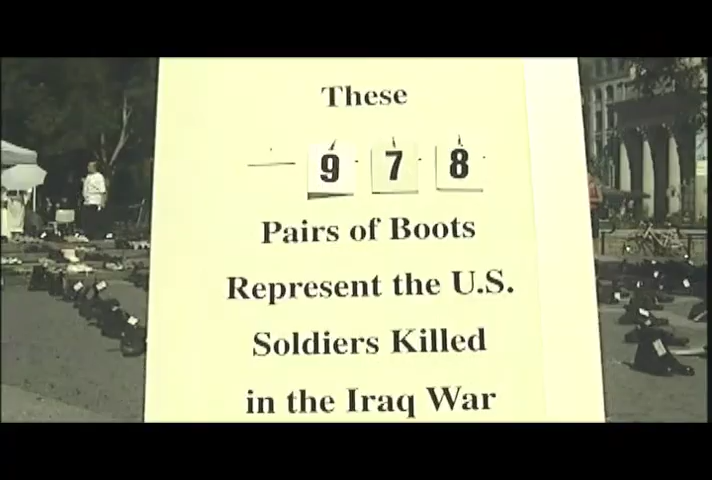 These
978
Pairs of Boots
Represent the U.S.
Soldiers Killed
in the Iraq War